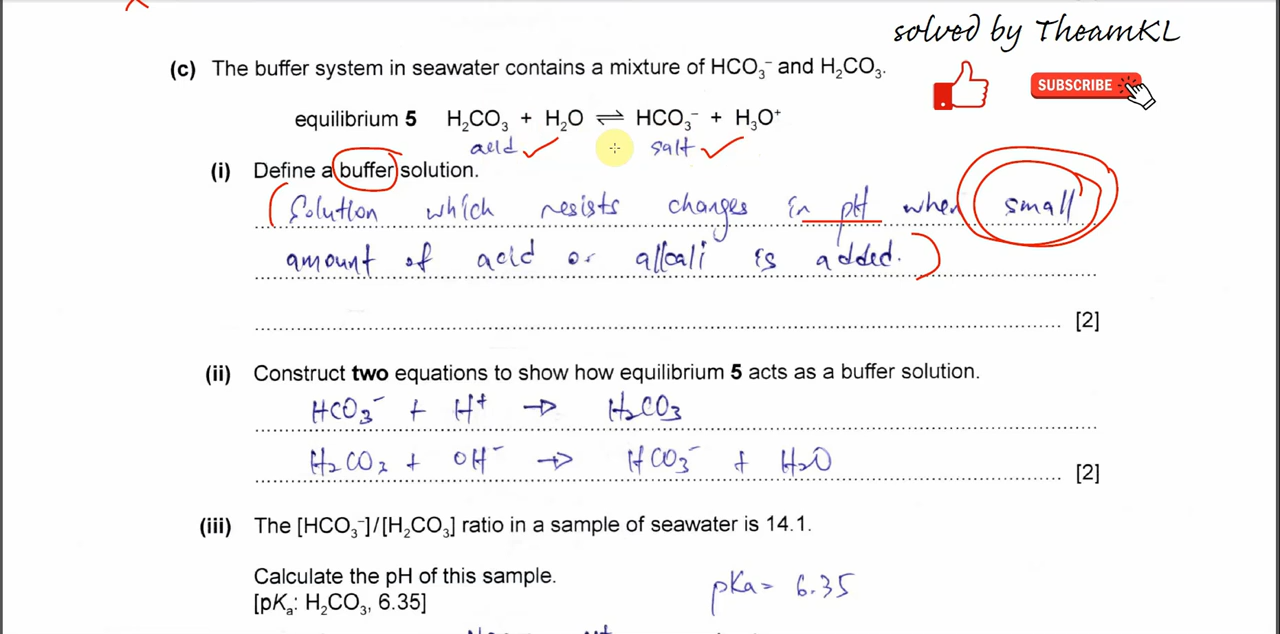 solved by TheamKL
(c) The buffer system in seawater contains a mixture of HCO₃⁻ and H₂CO₃.
SUBSCRIBE
equilibrium 5 H₂CO₃ + H₂O ⇌ HCO₃⁻ + H₃O⁺
acid salt
(i) Define a buffer solution.
Solution which resists changes in pH when small
amount of acid or alkali is added.
[2]
(ii) Construct two equations to show how equilibrium 5 acts as a buffer solution.
HCO₃⁻ + H⁺ → H₂CO₃
H₂CO₃ + OH⁻ → HCO₃⁻ + H₂O
[2]
(iii) The [HCO₃⁻]/[H₂CO₃] ratio in a sample of seawater is 14.1.
Calculate the pH of this sample.
pKa = 6.35
[pKₐ: H₂CO₃, 6.35]